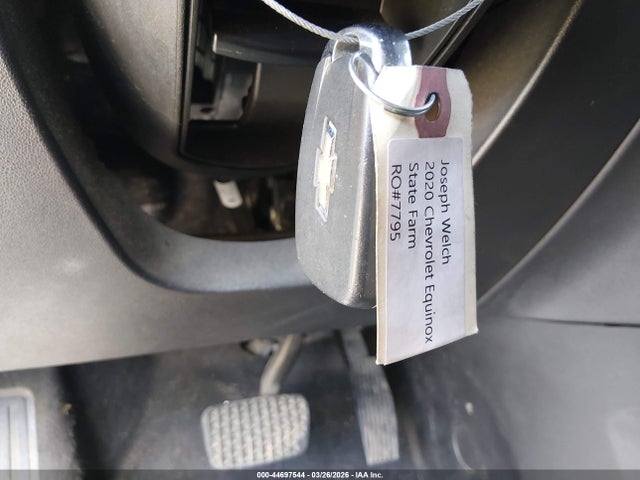 Joseph Welch
2020 Chevrolet Equinox
State Farm
RO#7795
000-44697544 - 03/26/2026 - IAA Inc.